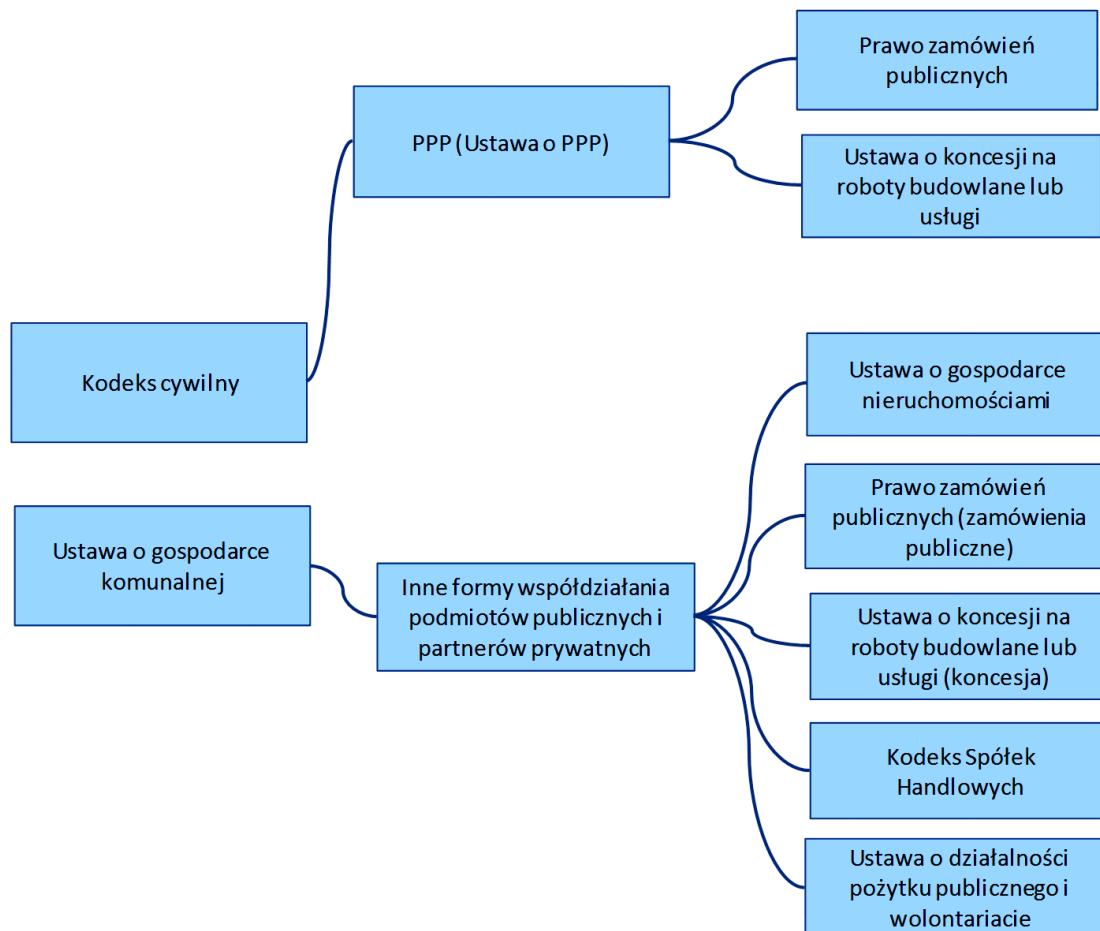 Prawo zamówień
publicznych
PPP (Ustawa o PPP)
Ustawa o koncesji na
roboty budowlane lub
usługi
Kodeks cywilny
Ustawa o gospodarce
nieruchomościami
Prawo zamówień
publicznych (zamówienia
publiczne)
Ustawa o gospodarce
komunalnej
Inne formy współdziałania
podmiotów publicznych i
partnerów prywatnych
Ustawa o koncesji na
roboty budowlane lub
usługi (koncesja)
Kodeks Spółek
Handlowych
Ustawa o działalności
pożytku publicznego i
wolontariacie